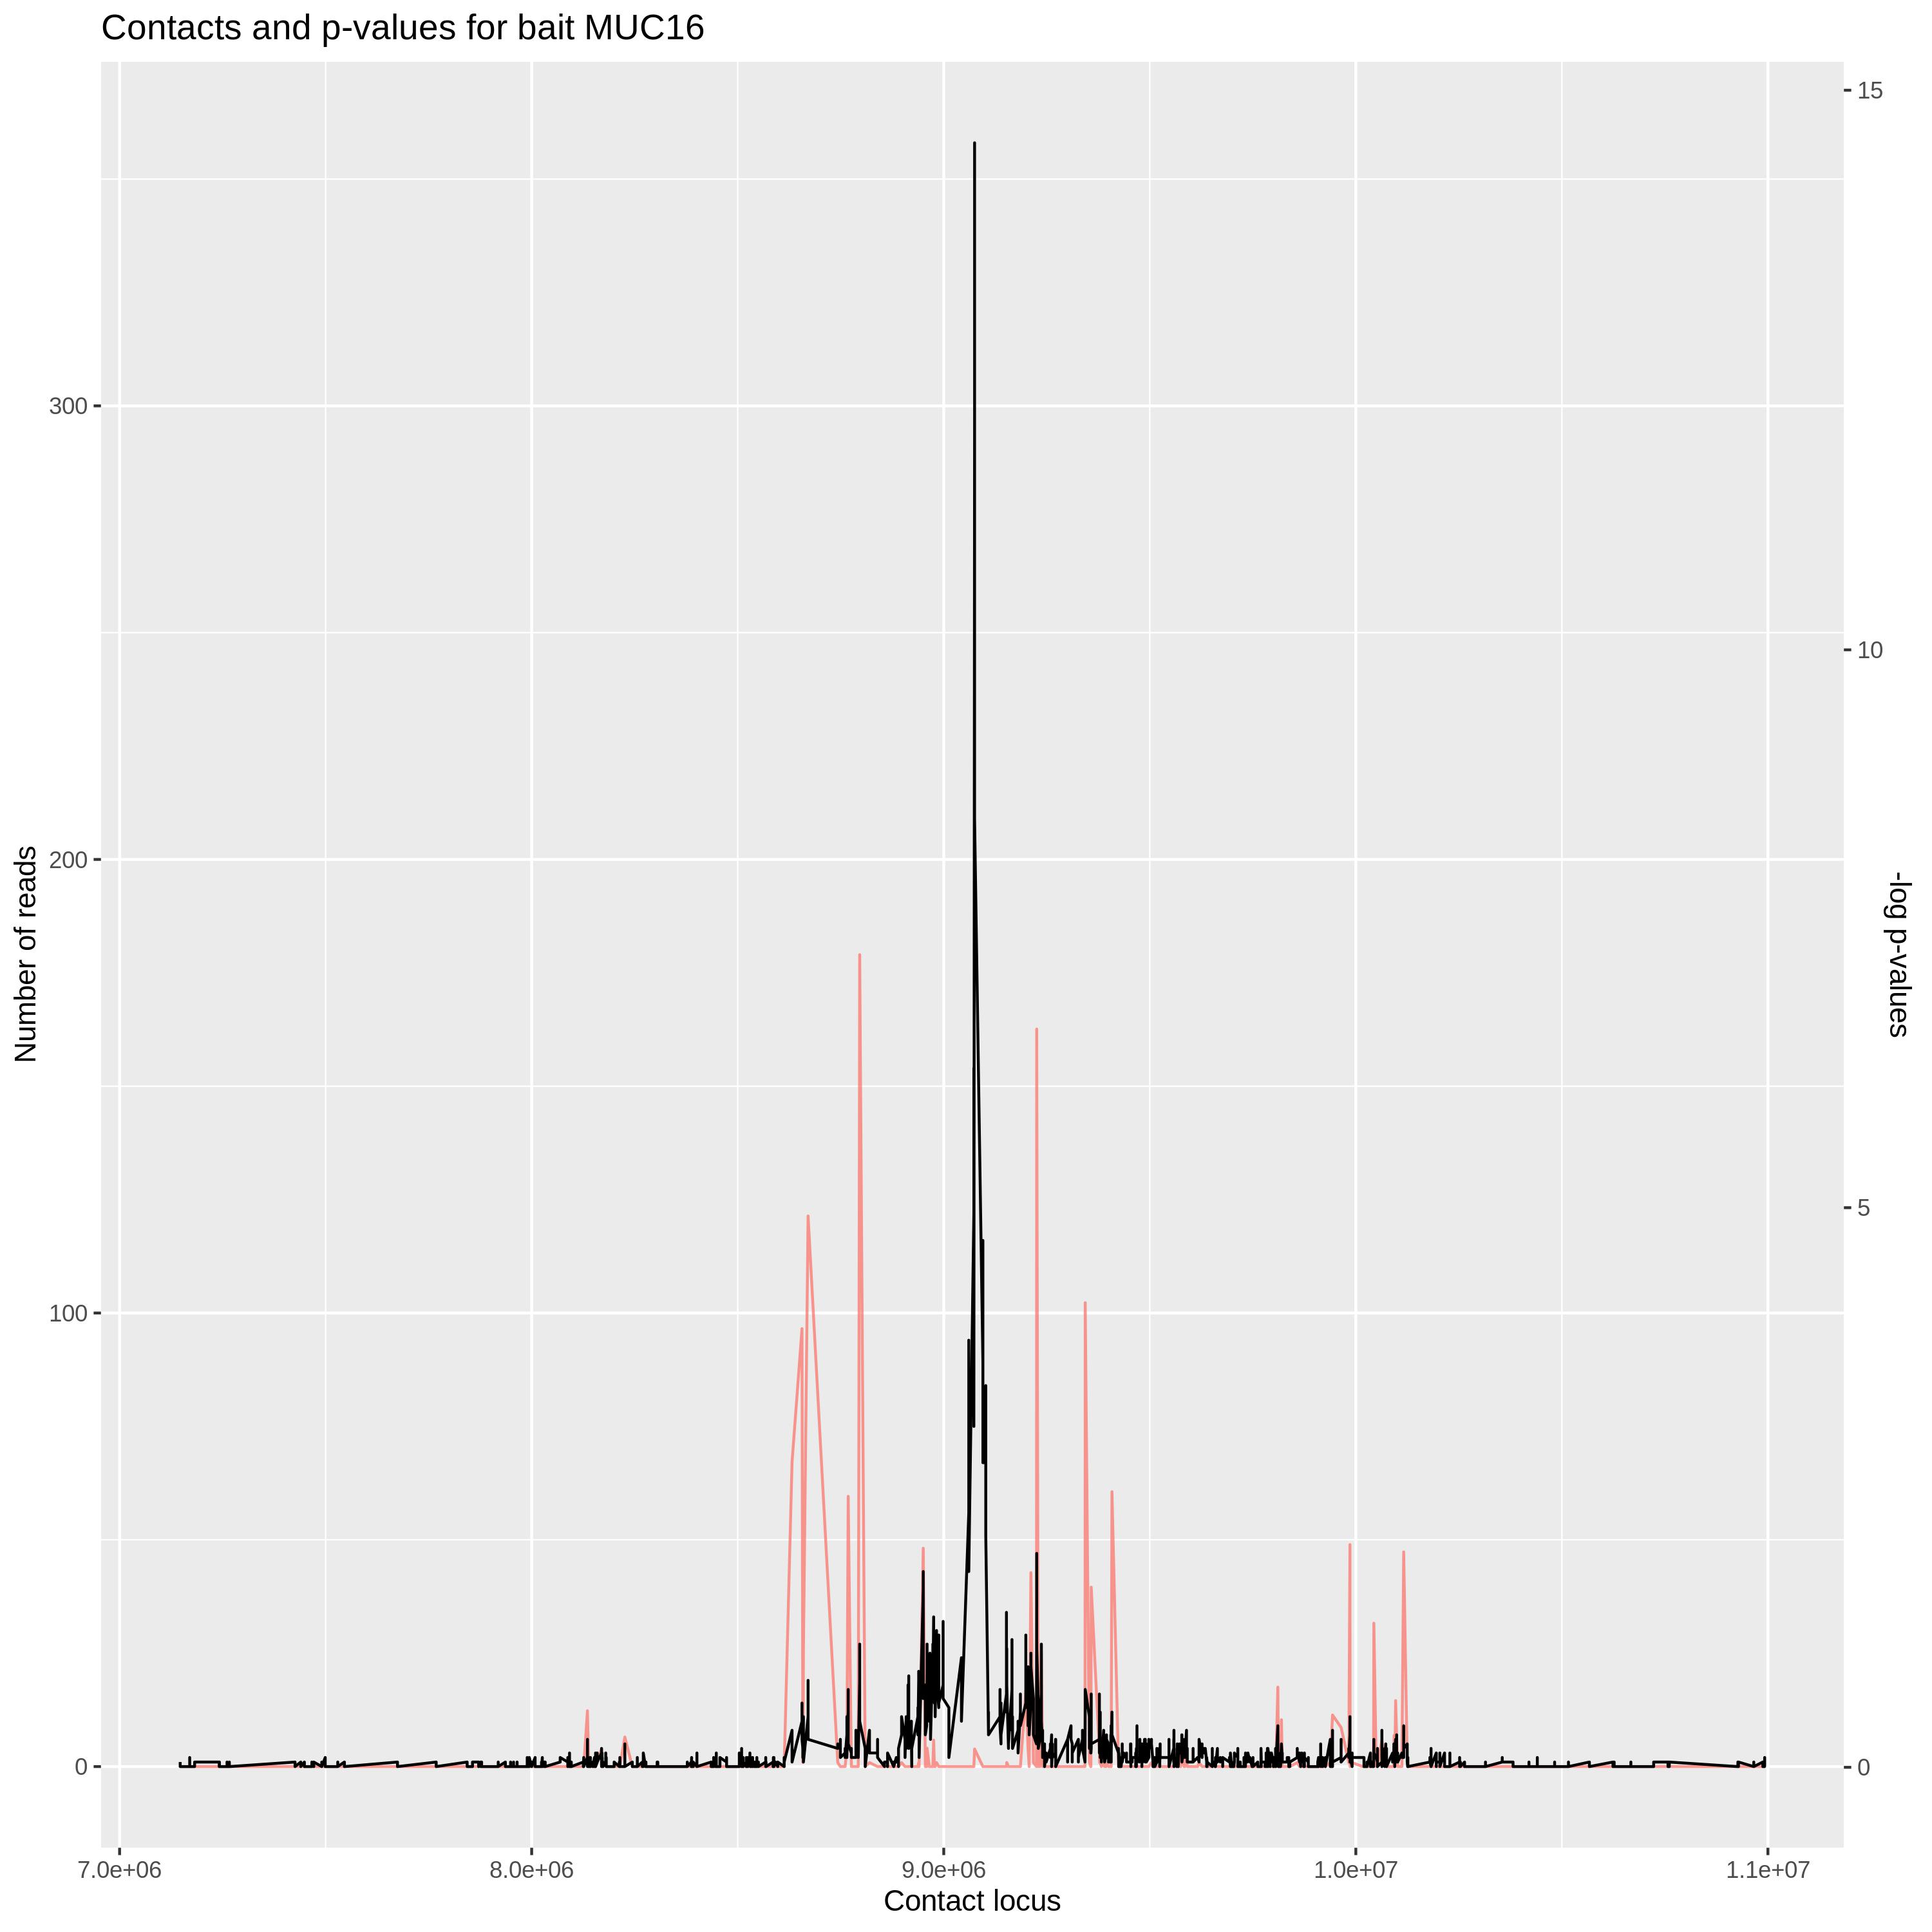 Contacts and p-values for bait MUC16
15
300
10
200
Number of reads
-log p-values
5
100
0
0
7.0e+06
8.0e+06
9.0e+06
1.0e+07
1.1e+07
Contact locus